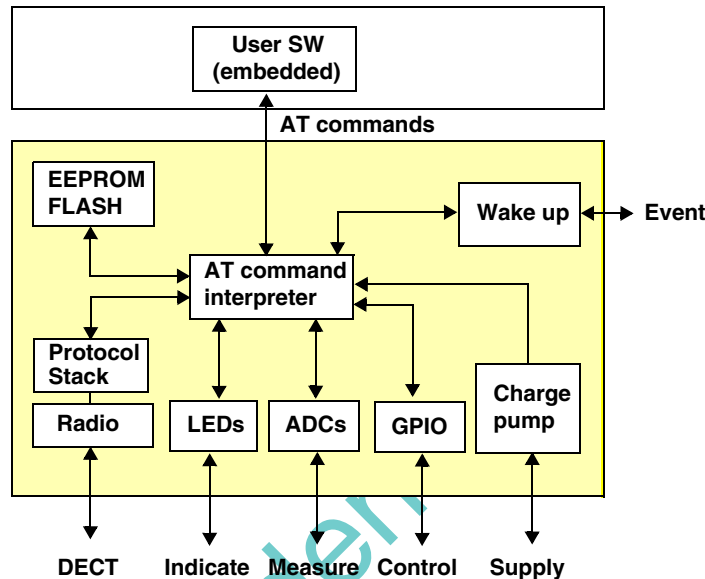 User SW
(embedded)
AT commands
EEPROM
FLASH
Wake up
Event
AT command
interpreter
Protocol
Stack
Charge
pump
Radio
LEDs
ADCs
GPIO
DECT
Indicate
Measure
Control
Supply